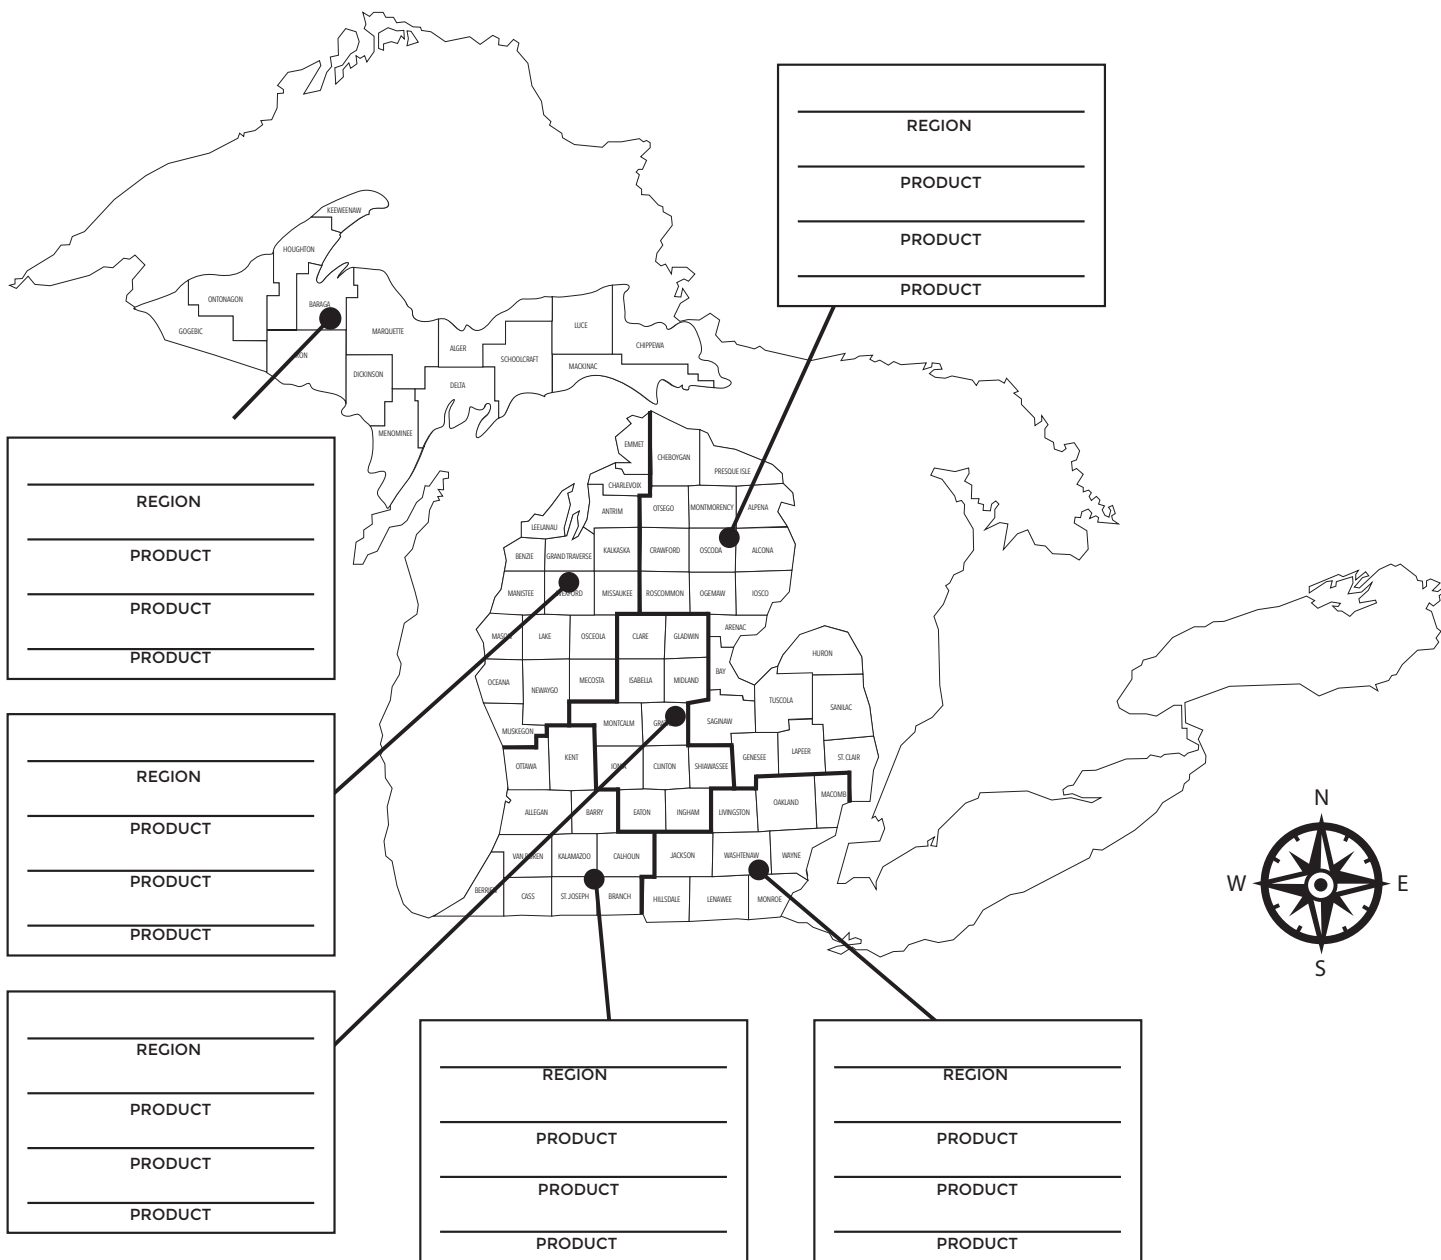 REGION
PRODUCT
PRODUCT
PRODUCT
KEEWEENAW
HOUGHTON
ONTONAGON
BARAGA
GOGEBIC
MARQUETTE
LUCE
CHIPPEWA
ALGER
SCHOOLCRAFT
MACKINAC
DICKINSON
DELTA
MENOMINEE
REGION
PRODUCT
PRODUCT
PRODUCT
EMMET
CHEBOYGAN
PRESQUE ISLE
CHARLEVOIX
ANTRIM
OTSEGO
MONTMORENCY
ALPENA
LEELANAU
BENZIE
GRAND TRAVERSE
KALKASKA
CRAWFORD
OSCODA
ALCONA
MANISTEE
MISSAUKEE
ROSCOMMON
OGEMAW
IOSCO
MASON
LAKE
OSCEOLA
CLARE
GLADWIN
ARENAC
HURON
OCEANA
NEWAYGO
MECOSTA
ISABELLA
MIDLAND
BAY
TUSCOLA
SANILAC
MUSKEGON
MONTCALM
SAGINAW
OTTAWA
KENT
IONIA
CLINTON
SHIAWASSEE
GENESEE
LAPEER
ST. CLAIR
ALLEGAN
BARRY
EATON
INGHAM
LIVINGSTON
OAKLAND
MACOMB
VAN BUREN
KALAMAZOO
CALHOUN
JACKSON
WASHTENAW
WAYNE
BERRIEN
CASS
ST. JOSEPH
BRANCH
HILLSDALE
LENAWEE
MONROE
REGION
PRODUCT
PRODUCT
PRODUCT
N
W
E
S
REGION
PRODUCT
PRODUCT
PRODUCT
REGION
PRODUCT
PRODUCT
PRODUCT
REGION
PRODUCT
PRODUCT
PRODUCT